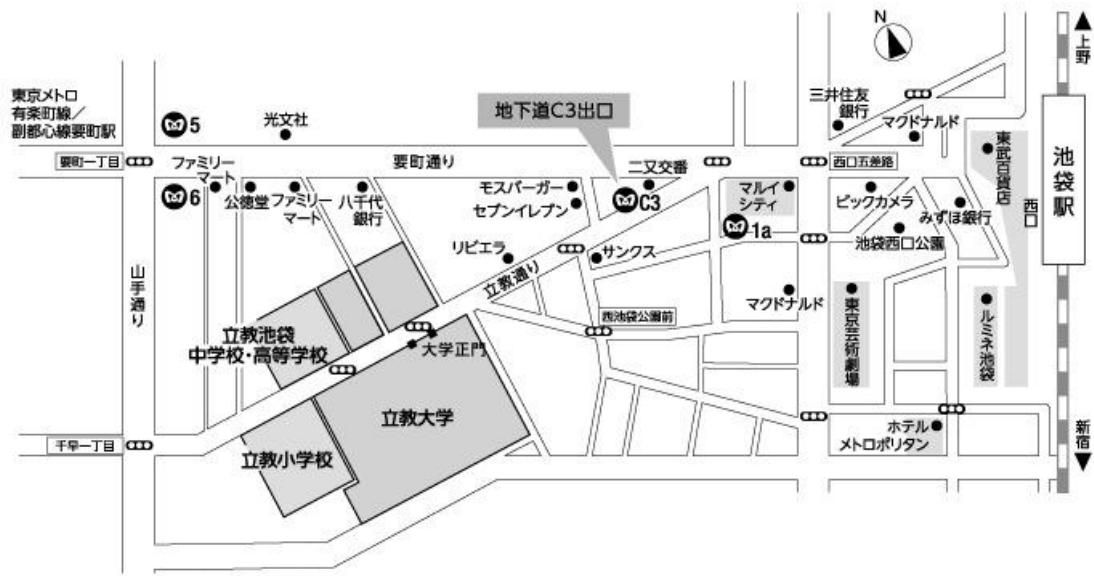 N
上野
東京メトロ
有楽町線／
副都心線要町駅
5
光文社
地下道C3出口
三井住友
銀行
マクドナルド
東武百貨店
池袋駅
要町一丁目
ファミリー
マート
要町通り
二又交番
西口五差路
6
公徳堂
ファミリー
マート
八千代
銀行
モスバーガー
セブンイレブン
C3
マルイ
シティ
ビックカメラ
みずほ銀行
西口
1a
池袋西口公園
リビエラ
サンクス
立教通り
山手通り
マクドナルド
西池袋公園前
東京芸術劇場
ルミネ池袋
立教池袋
中学校・高等学校
大学正門
立教大学
立教小学校
千早一丁目
ホテル
メトロポリタン
新宿